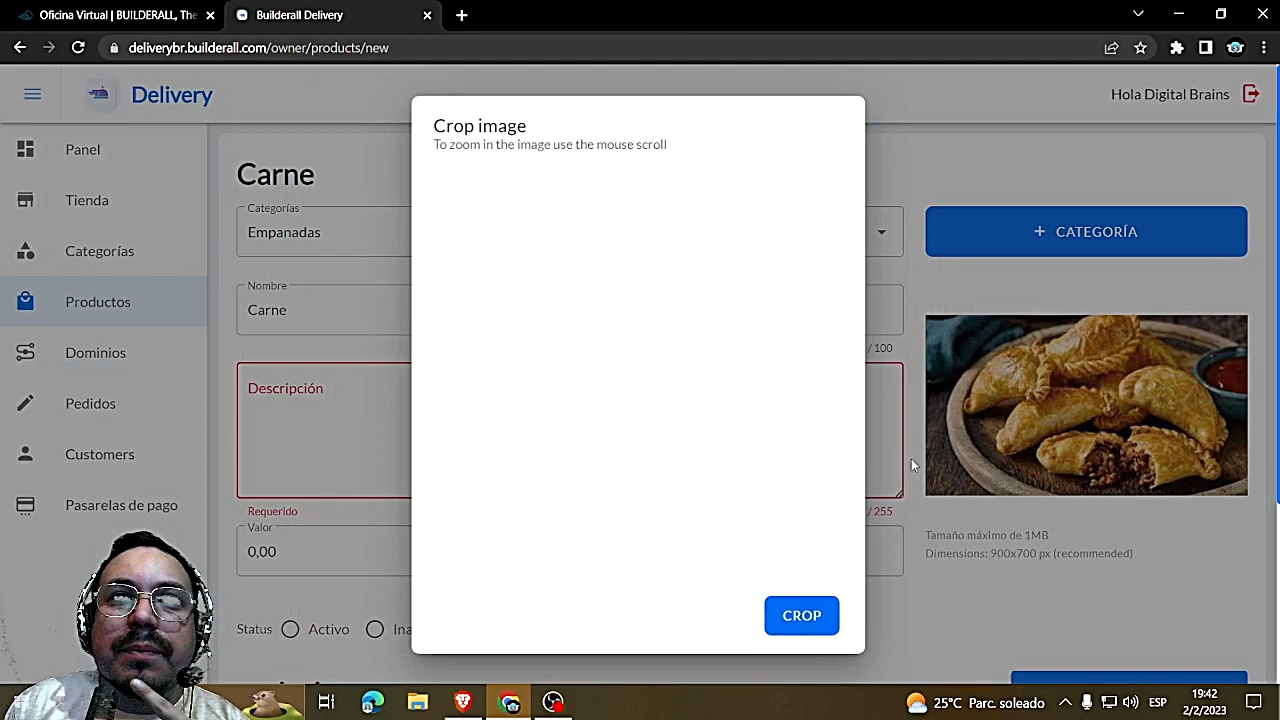 Oficina Virtual | BUILDERALL, The
Builderall Delivery
deliverybr.builderall.com/owner/products/new
Delivery
Hola Digital Brains
Panel
Tienda
Categorías
Productos
Dominios
Pedidos
Customers
Pasarelas de pago
Carne
Categorías
Empanadas
+ CATEGORÍA
Nombre
Carne
/ 100
Descripción
Requerido
/ 255
Valor
0,00
Tamaño máximo de 1MB
Dimensions: 900x700 px (recommended)
Status
Activo
Ina
Crop image
To zoom in the image use the mouse scroll
CROP
25°C Parc. soleado
ESP
19:42
2/2/2023